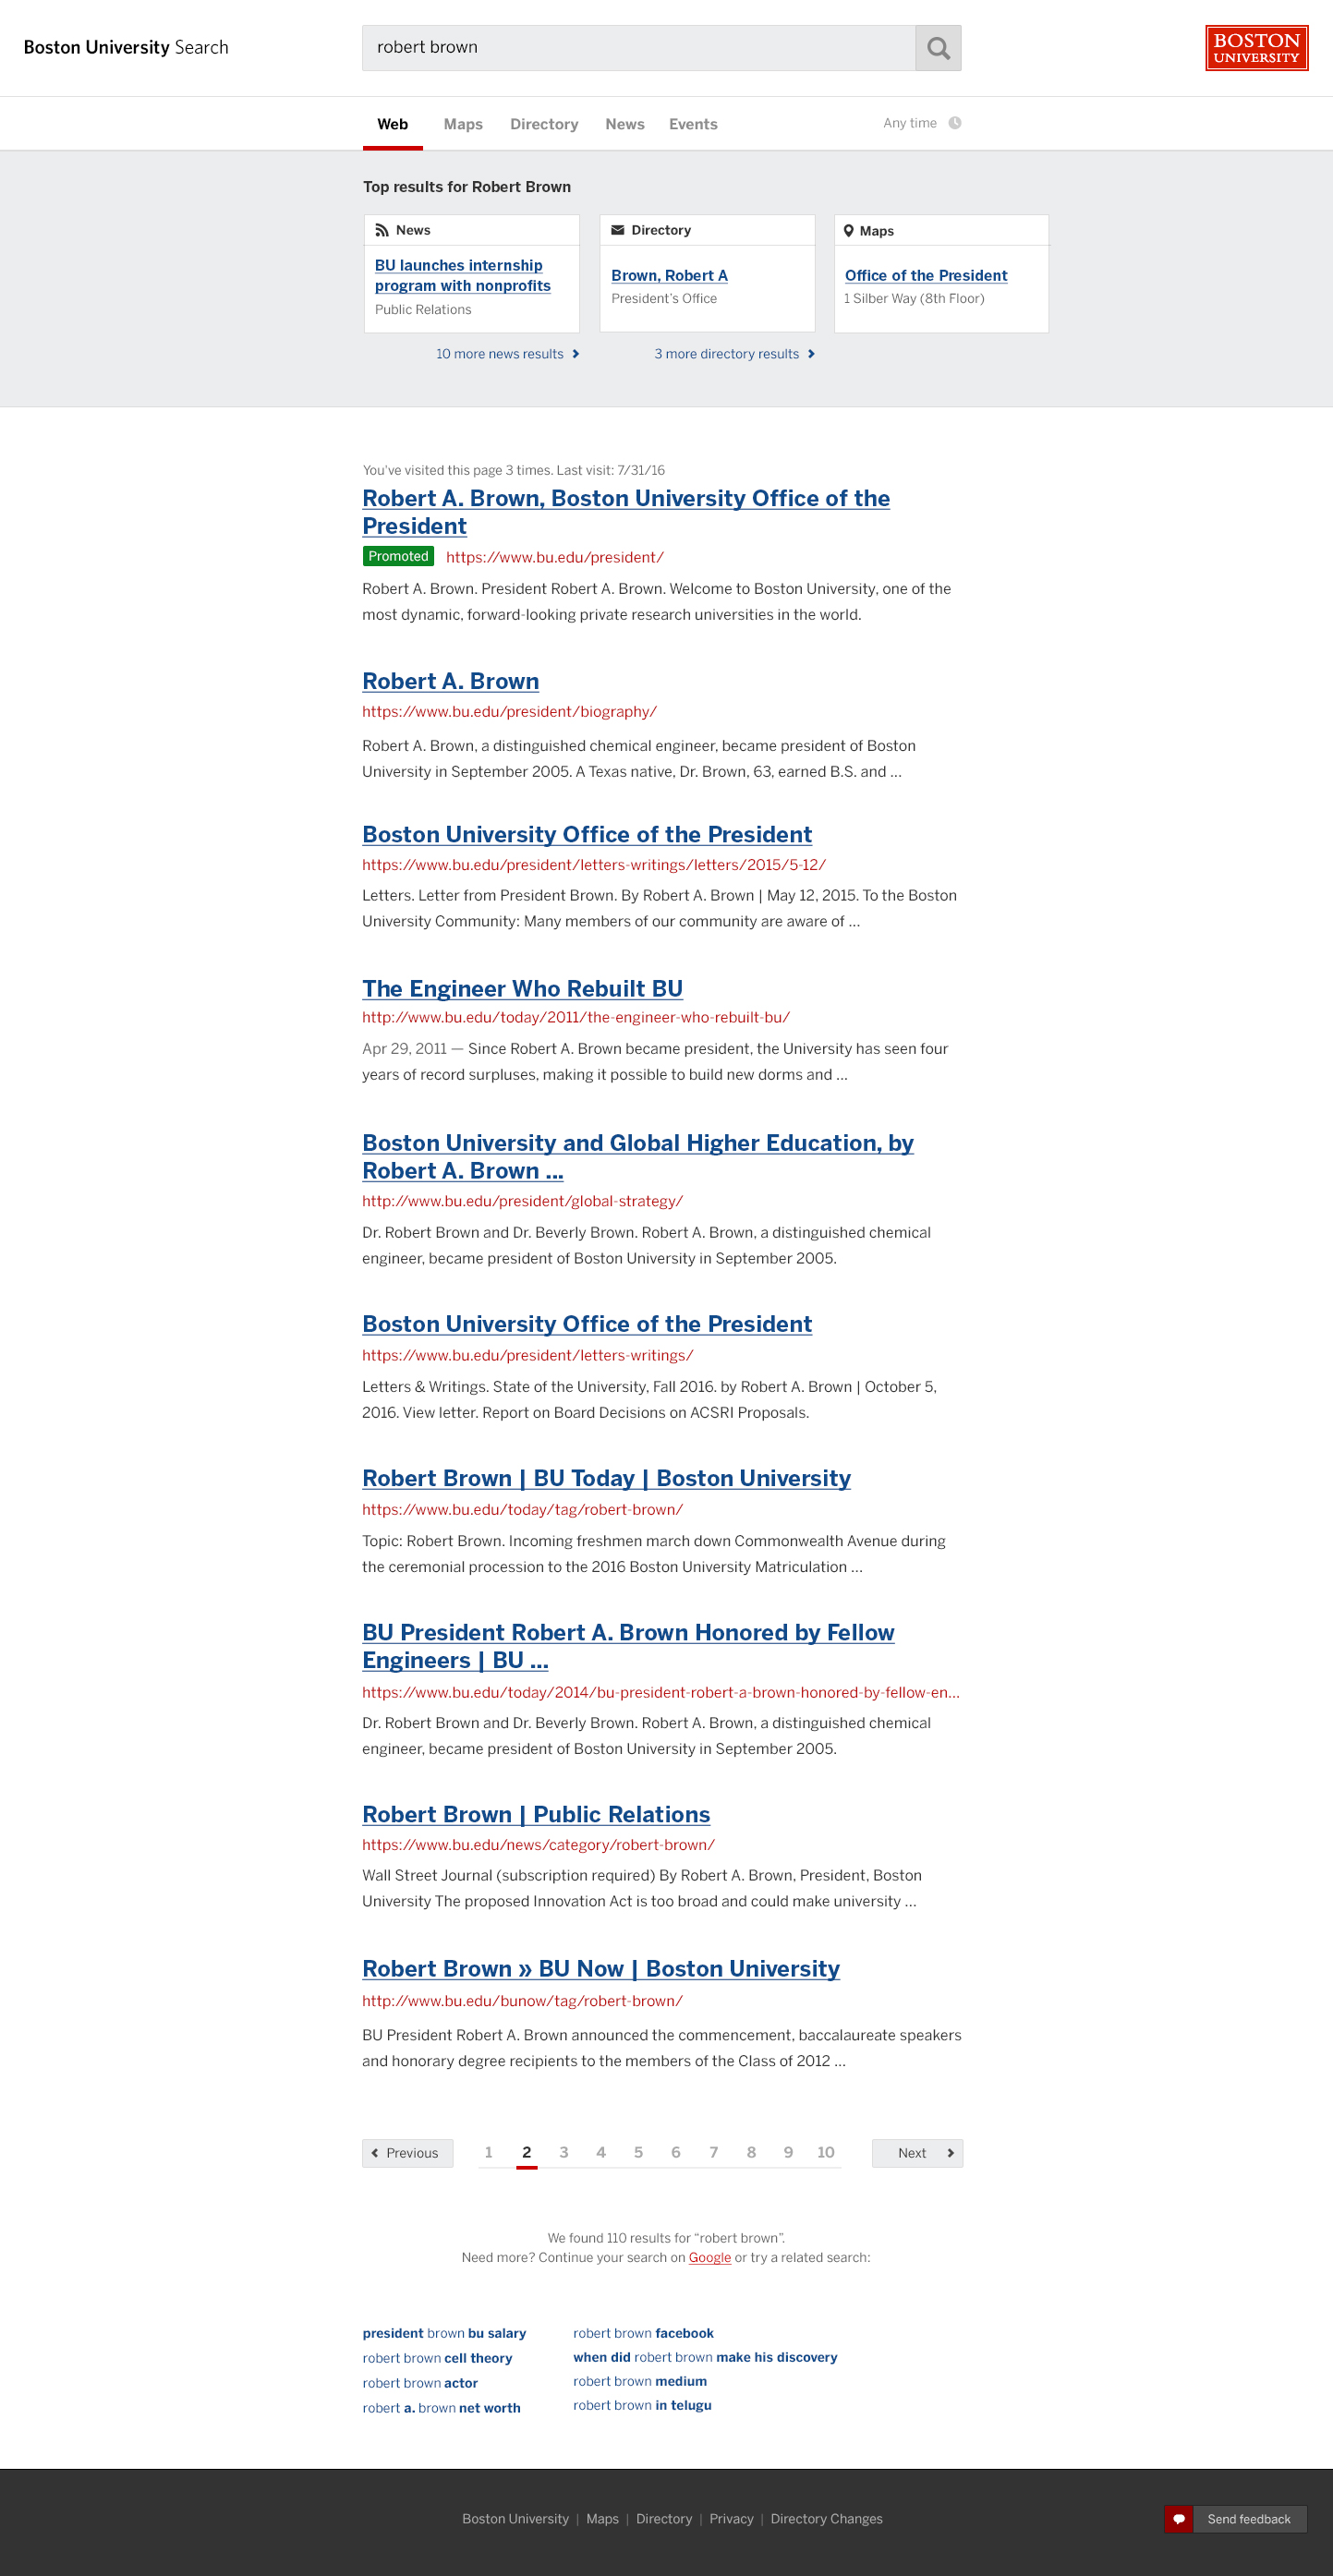 Boston University Search
robert brown
BOSTON
UNIVERSITY
Web Maps Directory News Events Any time
Top results for Robert Brown
News
BU launches internship
program with nonprofits
Public Relations
10 more news results
Directory
Brown, Robert A
President's Office
3 more directory results
Maps
Office of the President
1 Silber Way (8th Floor)
You've visited this page 3 times. Last visit: 7/31/16
Robert A. Brown, Boston University Office of the
President
Promoted https://www.bu.edu/president/
Robert A. Brown. President Robert A. Brown. Welcome to Boston University, one of the
most dynamic, forward-looking private research universities in the world.
Robert A. Brown
https://www.bu.edu/president/biography/
Robert A. Brown, a distinguished chemical engineer, became president of Boston
University in September 2005. A Texas native, Dr. Brown, 63, earned B.S. and ...
Boston University Office of the President
https://www.bu.edu/president/letters-writings/letters/2015/5-12/
Letters. Letter from President Brown. By Robert A. Brown | May 12, 2015. To the Boston
University Community: Many members of our community are aware of ...
The Engineer Who Rebuilt BU
http://www.bu.edu/today/2011/the-engineer-who-rebuilt-bu/
Apr 29, 2011 — Since Robert A. Brown became president, the University has seen four
years of record surpluses, making it possible to build new dorms and ...
Boston University and Global Higher Education, by
Robert A. Brown ...
http://www.bu.edu/president/global-strategy/
Dr. Robert Brown and Dr. Beverly Brown. Robert A. Brown, a distinguished chemical
engineer, became president of Boston University in September 2005.
Boston University Office of the President
https://www.bu.edu/president/letters-writings/
Letters & Writings. State of the University, Fall 2016. by Robert A. Brown | October 5,
2016. View letter. Report on Board Decisions on ACSRI Proposals.
Robert Brown | BU Today | Boston University
https://www.bu.edu/today/tag/robert-brown/
Topic: Robert Brown. Incoming freshmen march down Commonwealth Avenue during
the ceremonial procession to the 2016 Boston University Matriculation ...
BU President Robert A. Brown Honored by Fellow
Engineers | BU ...
https://www.bu.edu/today/2014/bu-president-robert-a-brown-honored-by-fellow-en...
Dr. Robert Brown and Dr. Beverly Brown. Robert A. Brown, a distinguished chemical
engineer, became president of Boston University in September 2005.
Robert Brown | Public Relations
https://www.bu.edu/news/category/robert-brown/
Wall Street Journal (subscription required) By Robert A. Brown, President, Boston
University The proposed Innovation Act is too broad and could make university ...
Robert Brown » BU Now | Boston University
http://www.bu.edu/bunow/tag/robert-brown/
BU President Robert A. Brown announced the commencement, baccalaureate speakers
and honorary degree recipients to the members of the Class of 2012 ...
Previous 1 2 3 4 5 6 7 8 9 10 Next
We found 110 results for “robert brown”.
Need more? Continue your search on Google or try a related search:
president brown bu salary
robert brown cell theory
robert brown actor
robert a. brown net worth
robert brown facebook
when did robert brown make his discovery
robert brown medium
robert brown in telugu
Boston University | Maps | Directory | Privacy | Directory Changes
Send feedback